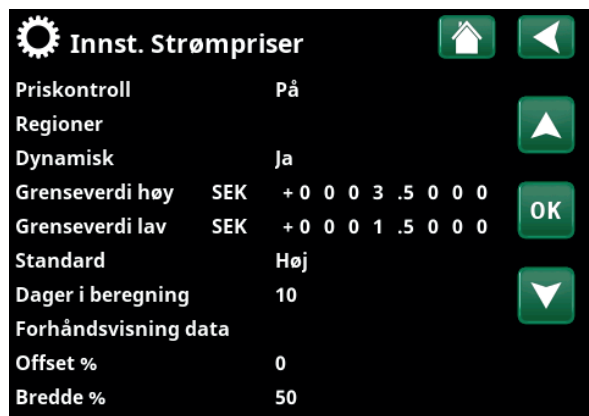 Innst. Strømpriser
Priskontroll På
Regioner
Dynamisk Ja
Grenseverdi høy SEK +0 0 0 3 .5 0 0 0
Grenseverdi lav SEK +0 0 0 1 .5 0 0 0
OK
Standard Høj
Dager i beregning 10
Forhåndsvisning data
Offset % 0
Bredde % 50